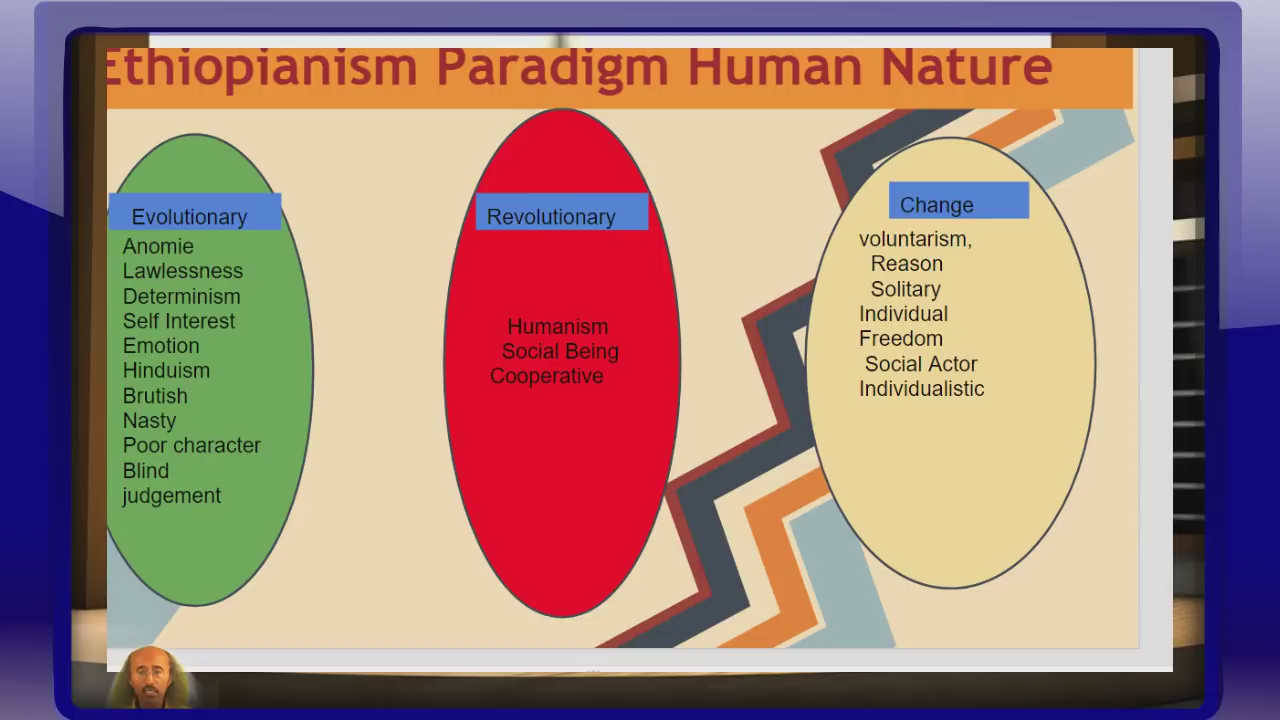 Ethiopianism Paradigm Human Nature
Evolutionary
Anomie
Lawlessness
Determinism
Self Interest
Emotion
Hinduism
Brutish
Nasty
Poor character
Blind
judgement
Revolutionary
Humanism
Social Being
Cooperative
Change
voluntarism,
Reason
Solitary
Individual
Freedom
Social Actor
Individualistic